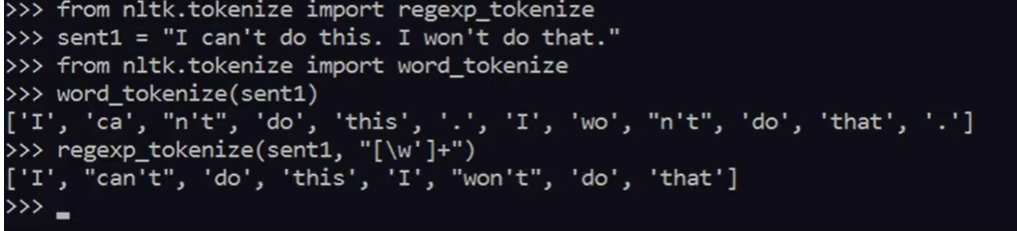 >>> from nltk.tokenize import regexp_tokenize
>>> sent1 = "I can't do this. I won't do that."
>>> from nltk.tokenize import word_tokenize
>>> word_tokenize(sent1)
['I', 'ca', "n't", 'do', 'this', '.', 'I', 'wo', "n't", 'do', 'that', '.']
>>> regexp_tokenize(sent1, "[\w']+")
['I', "can't", 'do', 'this', 'I', "won't", 'do', 'that']
>>>